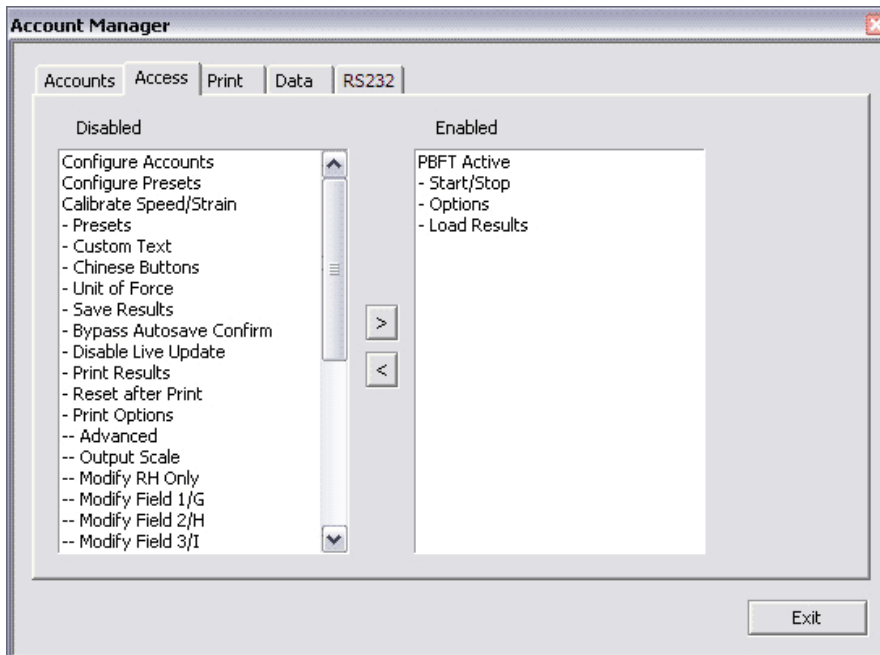 Account Manager
Accounts Access Print Data RS232
Disabled
Configure Accounts
Configure Presets
Calibrate Speed/Strain
- Presets
- Custom Text
- Chinese Buttons
- Unit of Force
- Save Results
- Bypass Autosave Confirm
- Disable Live Update
- Print Results
- Reset after Print
- Print Options
-- Advanced
-- Output Scale
-- Modify RH Only
-- Modify Field 1/G
-- Modify Field 2/H
-- Modify Field 3/I
>
<
Enabled
PBFT Active
- Start/Stop
- Options
- Load Results
Exit